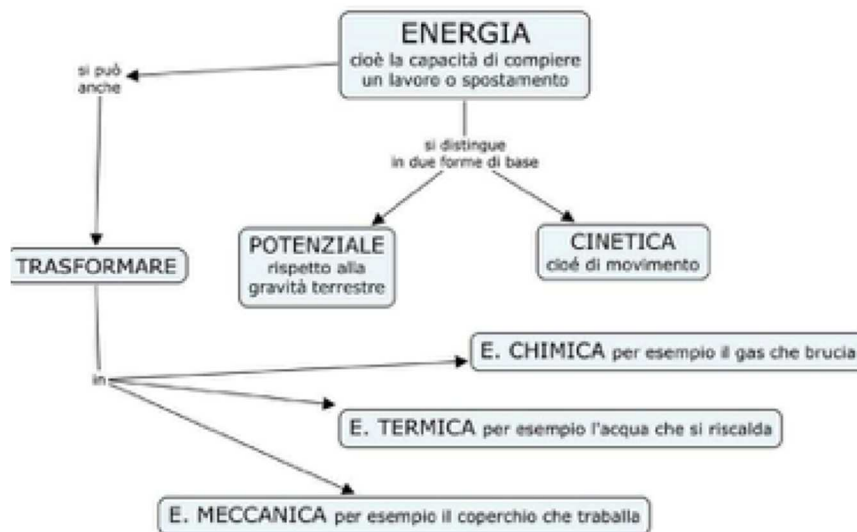 ENERGIA
cioè la capacità di compiere
un lavoro o spostamento
si può
anche
si distingue
in due forme di base
TRASFORMARE
POTENZIALE
rispetto alla
gravità terrestre
CINETICA
cioé di movimento
in
E. CHIMICA per esempio il gas che brucia
E. TERMICA per esempio l'acqua che si riscalda
E. MECCANICA per esempio il coperchio che traballa